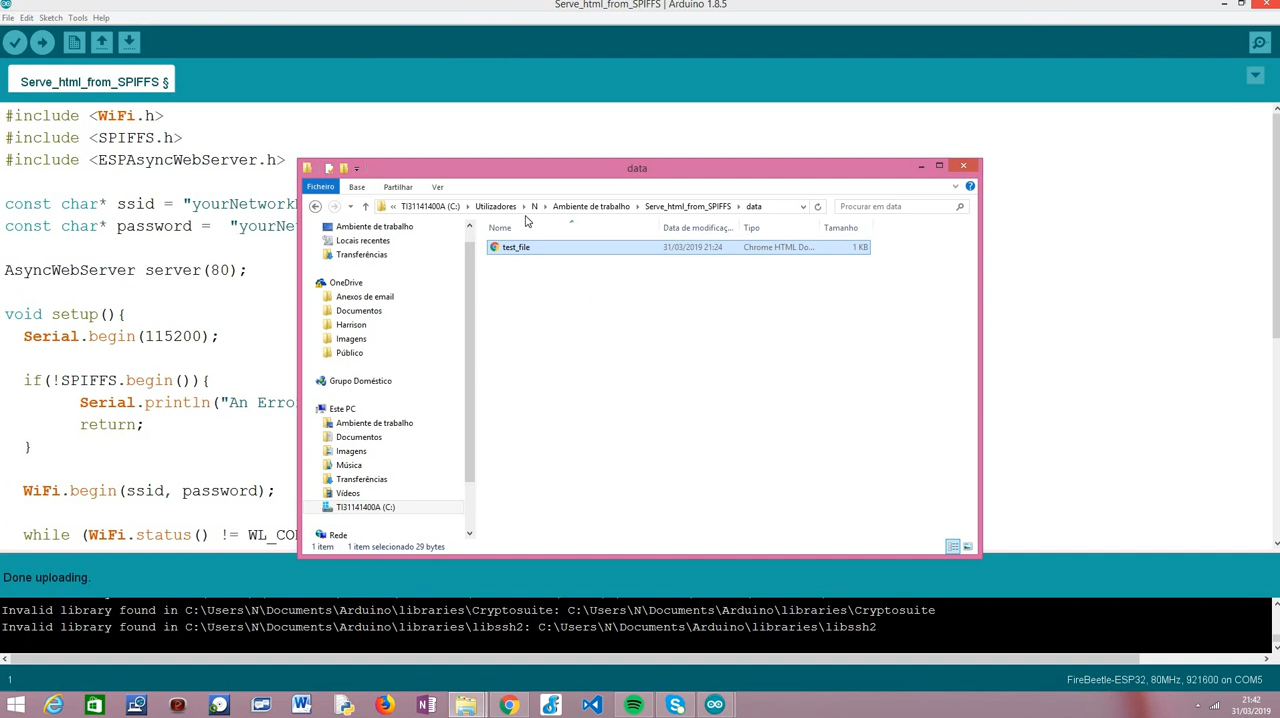 Serve_html_from_SPIFFS | Arduino 1.8.5
File Edit Sketch Tools Help
Serve_html_from_SPIFFS §
#include <WiFi.h>
#include <SPIFFS.h>
#include <ESPAsyncWebServer.h>
const char* ssid = "yourNetwork
const char* password =  "yourNe
AsyncWebServer server(80);
void setup(){
Serial.begin(115200);
if(!SPIFFS.begin()){
Serial.println("An Erro
return;
}
WiFi.begin(ssid, password);
while (WiFi.status() != WL_CON
data
Ficheiro Base Partilhar Ver
« TI31141400A (C:) Utilizadores N Ambiente de trabalho Serve_html_from_SPIFFS data Procurar em data
Nome Data de modificaç... Tipo Tamanho
test_file 31/03/2019 21:24 Chrome HTML Do... 1 KB
Ambiente de trabalho
Locais recentes
Transferências
OneDrive
Anexos de email
Documentos
Harrison
Imagens
Público
Grupo Doméstico
Este PC
Ambiente de trabalho
Documentos
Imagens
Música
Transferências
Vídeos
TI31141400A (C:)
Rede
1 item 1 item selecionado 29 bytes
Done uploading.
Invalid library found in C:\Users\N\Documents\Arduino\libraries\Cryptosuite: C:\Users\N\Documents\Arduino\libraries\Cryptosuite
Invalid library found in C:\Users\N\Documents\Arduino\libraries\libssh2: C:\Users\N\Documents\Arduino\libraries\libssh2
1 FireBeetle-ESP32, 80MHz, 921600 on COM5
21:42
31/03/2019